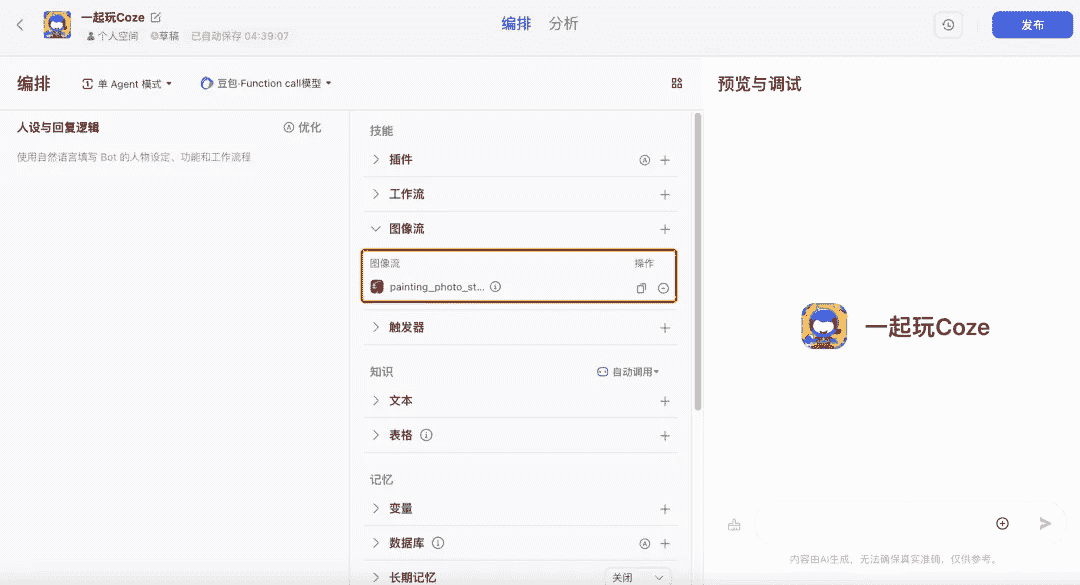 一起玩Coze
个人空间 草稿 已自动保存 04:39:07
编排 分析
发布
编排
单 Agent 模式
豆包·Function call模型
预览与调试
人设与回复逻辑
优化
使用自然语言填写 Bot 的人物设定、功能和工作流程
技能
插件
工作流
图像流
图像流 操作
painting_photo_st...
触发器
知识
自动调用
文本
表格
记忆
变量
数据库
长期记忆
关闭
一起玩Coze
内容由AI生成，无法确保真实准确，仅供参考。